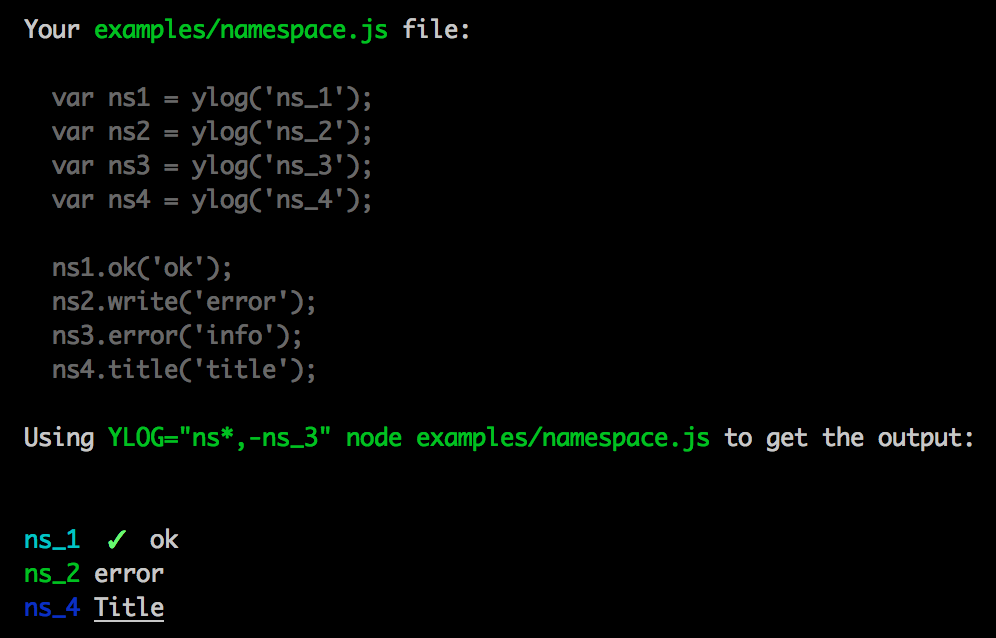 Your examples/namespace.js file:
var ns1 = ylog('ns_1');
var ns2 = ylog('ns_2');
var ns3 = ylog('ns_3');
var ns4 = ylog('ns_4');
ns1.ok('ok');
ns2.write('error');
ns3.error('info');
ns4.title('title');
Using YLOG="ns*,-ns_3" node examples/namespace.js to get the output:
ns_1 ✓ ok
ns_2 error
ns_4 Title